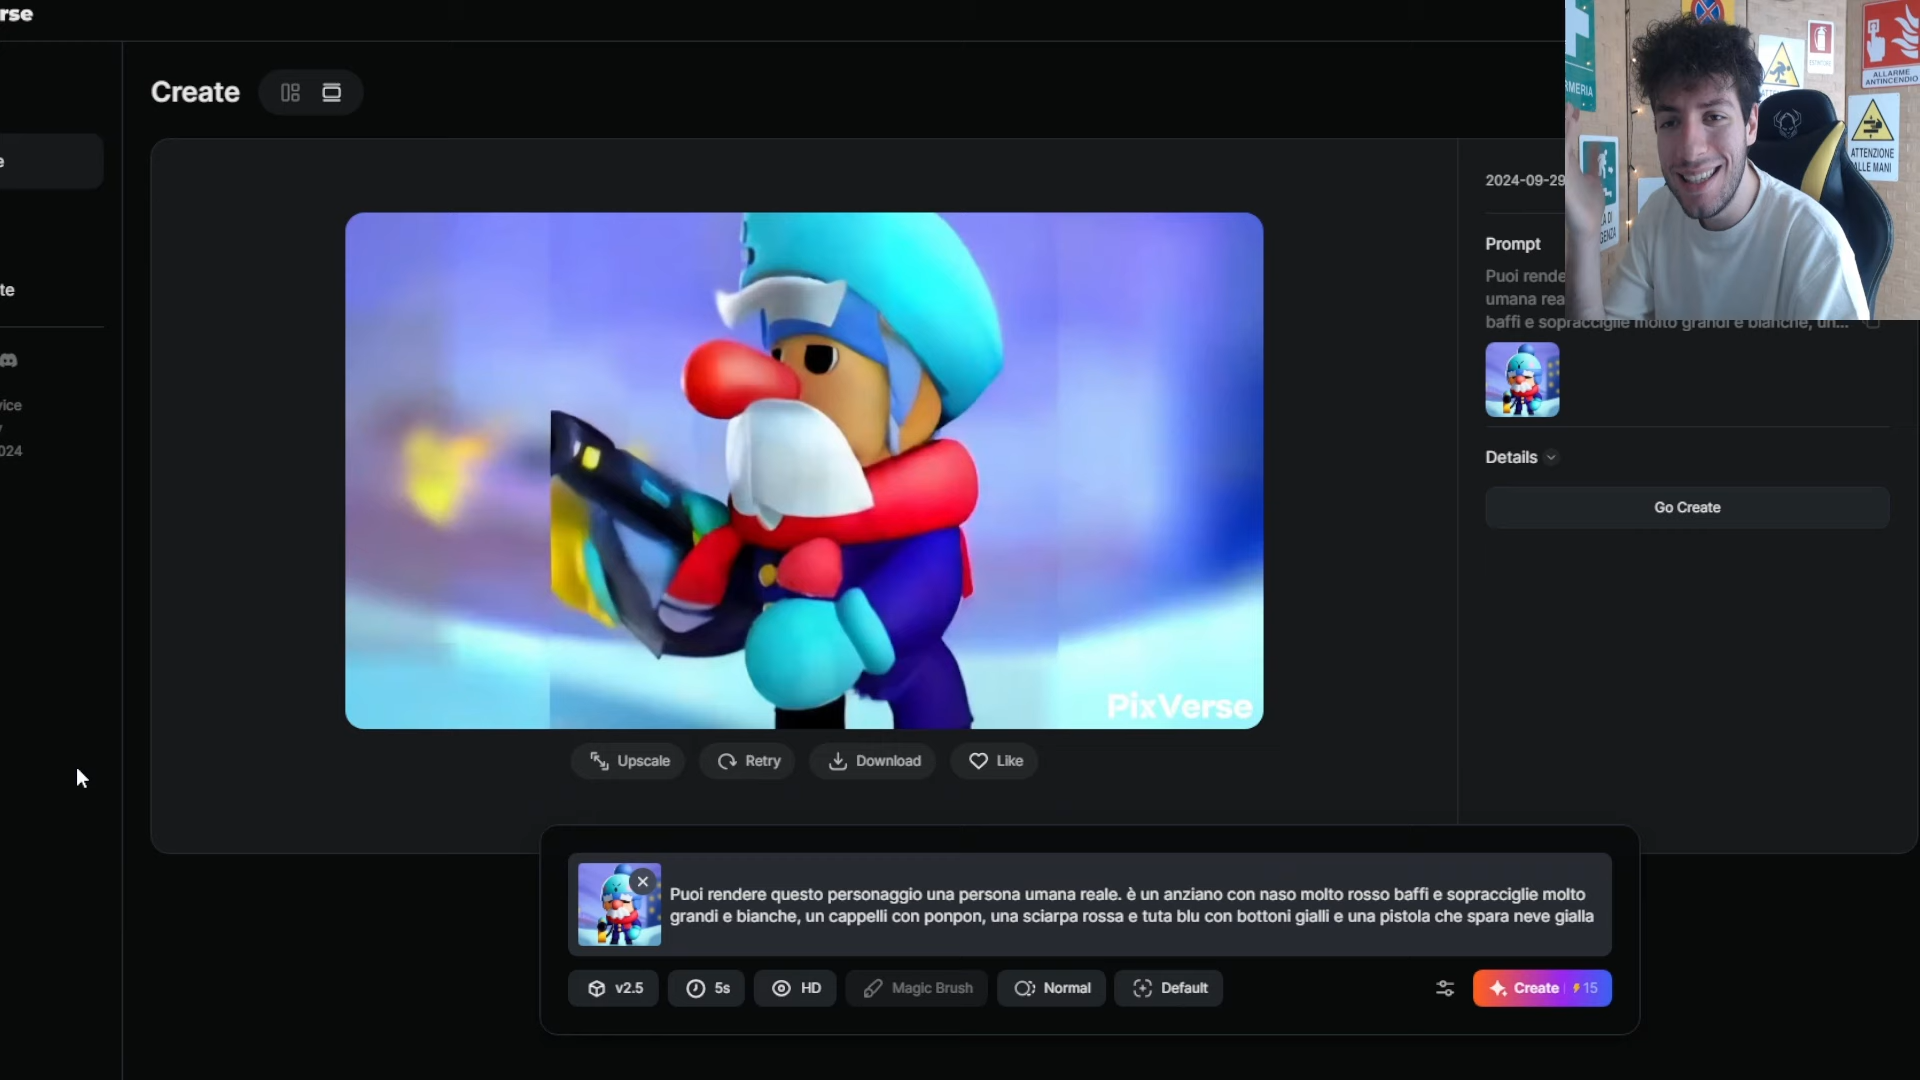 rse
Create
e
te
vice
y
024
2024-09-29
Prompt
Puoi rende
umana rea
baffi e sopracciglie molto grandi e bianche, un...
Details
Go Create
PixVerse
Upscale
Retry
Download
Like
Puoi rendere questo personaggio una persona umana reale. è un anziano con naso molto rosso baffi e sopracciglie molto
grandi e bianche, un cappelli con ponpon, una sciarpa rossa e tuta blu con bottoni gialli e una pistola che spara neve gialla
v2.5
5s
HD
Magic Brush
Normal
Default
Create
15
RMERIA
ESTINTORE
ALLARME
ANTINCENDIO
ATTENZIONE
ALLE MANI